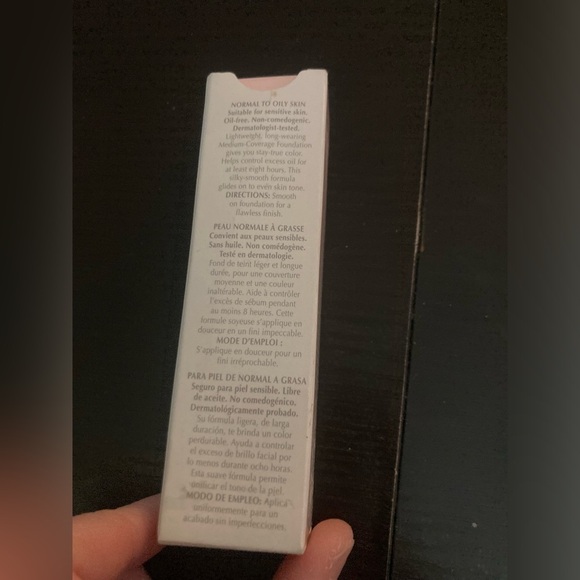 NORMAL TO OILY SKIN
Suitable for sensitive skin.
Oil-free. Non-comedogenic.
Dermatologist-tested.
Lightweight, long-wearing
Medium-Coverage Foundation
gives you stay-true color.
Helps control excess oil for
at least eight hours. This
silky-smooth formula
glides on to even skin tone.
DIRECTIONS: Smooth
on foundation for a
flawless finish.
PEAU NORMALE À GRASSE
Convient aux peaux sensibles.
Sans huile. Non comédogène.
Testé en dermatologie.
Fond de teint léger et longue
durée, pour une couverture
moyenne et une couleur
inaltérable. Aide à contrôler
l'excès de sébum pendant
au moins 8 heures. Cette
formule soyeuse s'applique en
douceur en un fini impeccable.
MODE D'EMPLOI :
S'applique en douceur pour un
fini irréprochable.
PARA PIEL DE NORMAL A GRASA
Seguro para piel sensible. Libre
de aceite. No comedogénico.
Dermatológicamente probado.
Su fórmula ligera, de larga
duración, te brinda un color
perdurable. Ayuda a controlar
el exceso de brillo facial por
lo menos durante ocho horas.
Esta suave fórmula permite
unificar el tono de la piel.
MODO DE EMPLEO: Aplica
uniformemente para un
acabado sin imperfecciones.